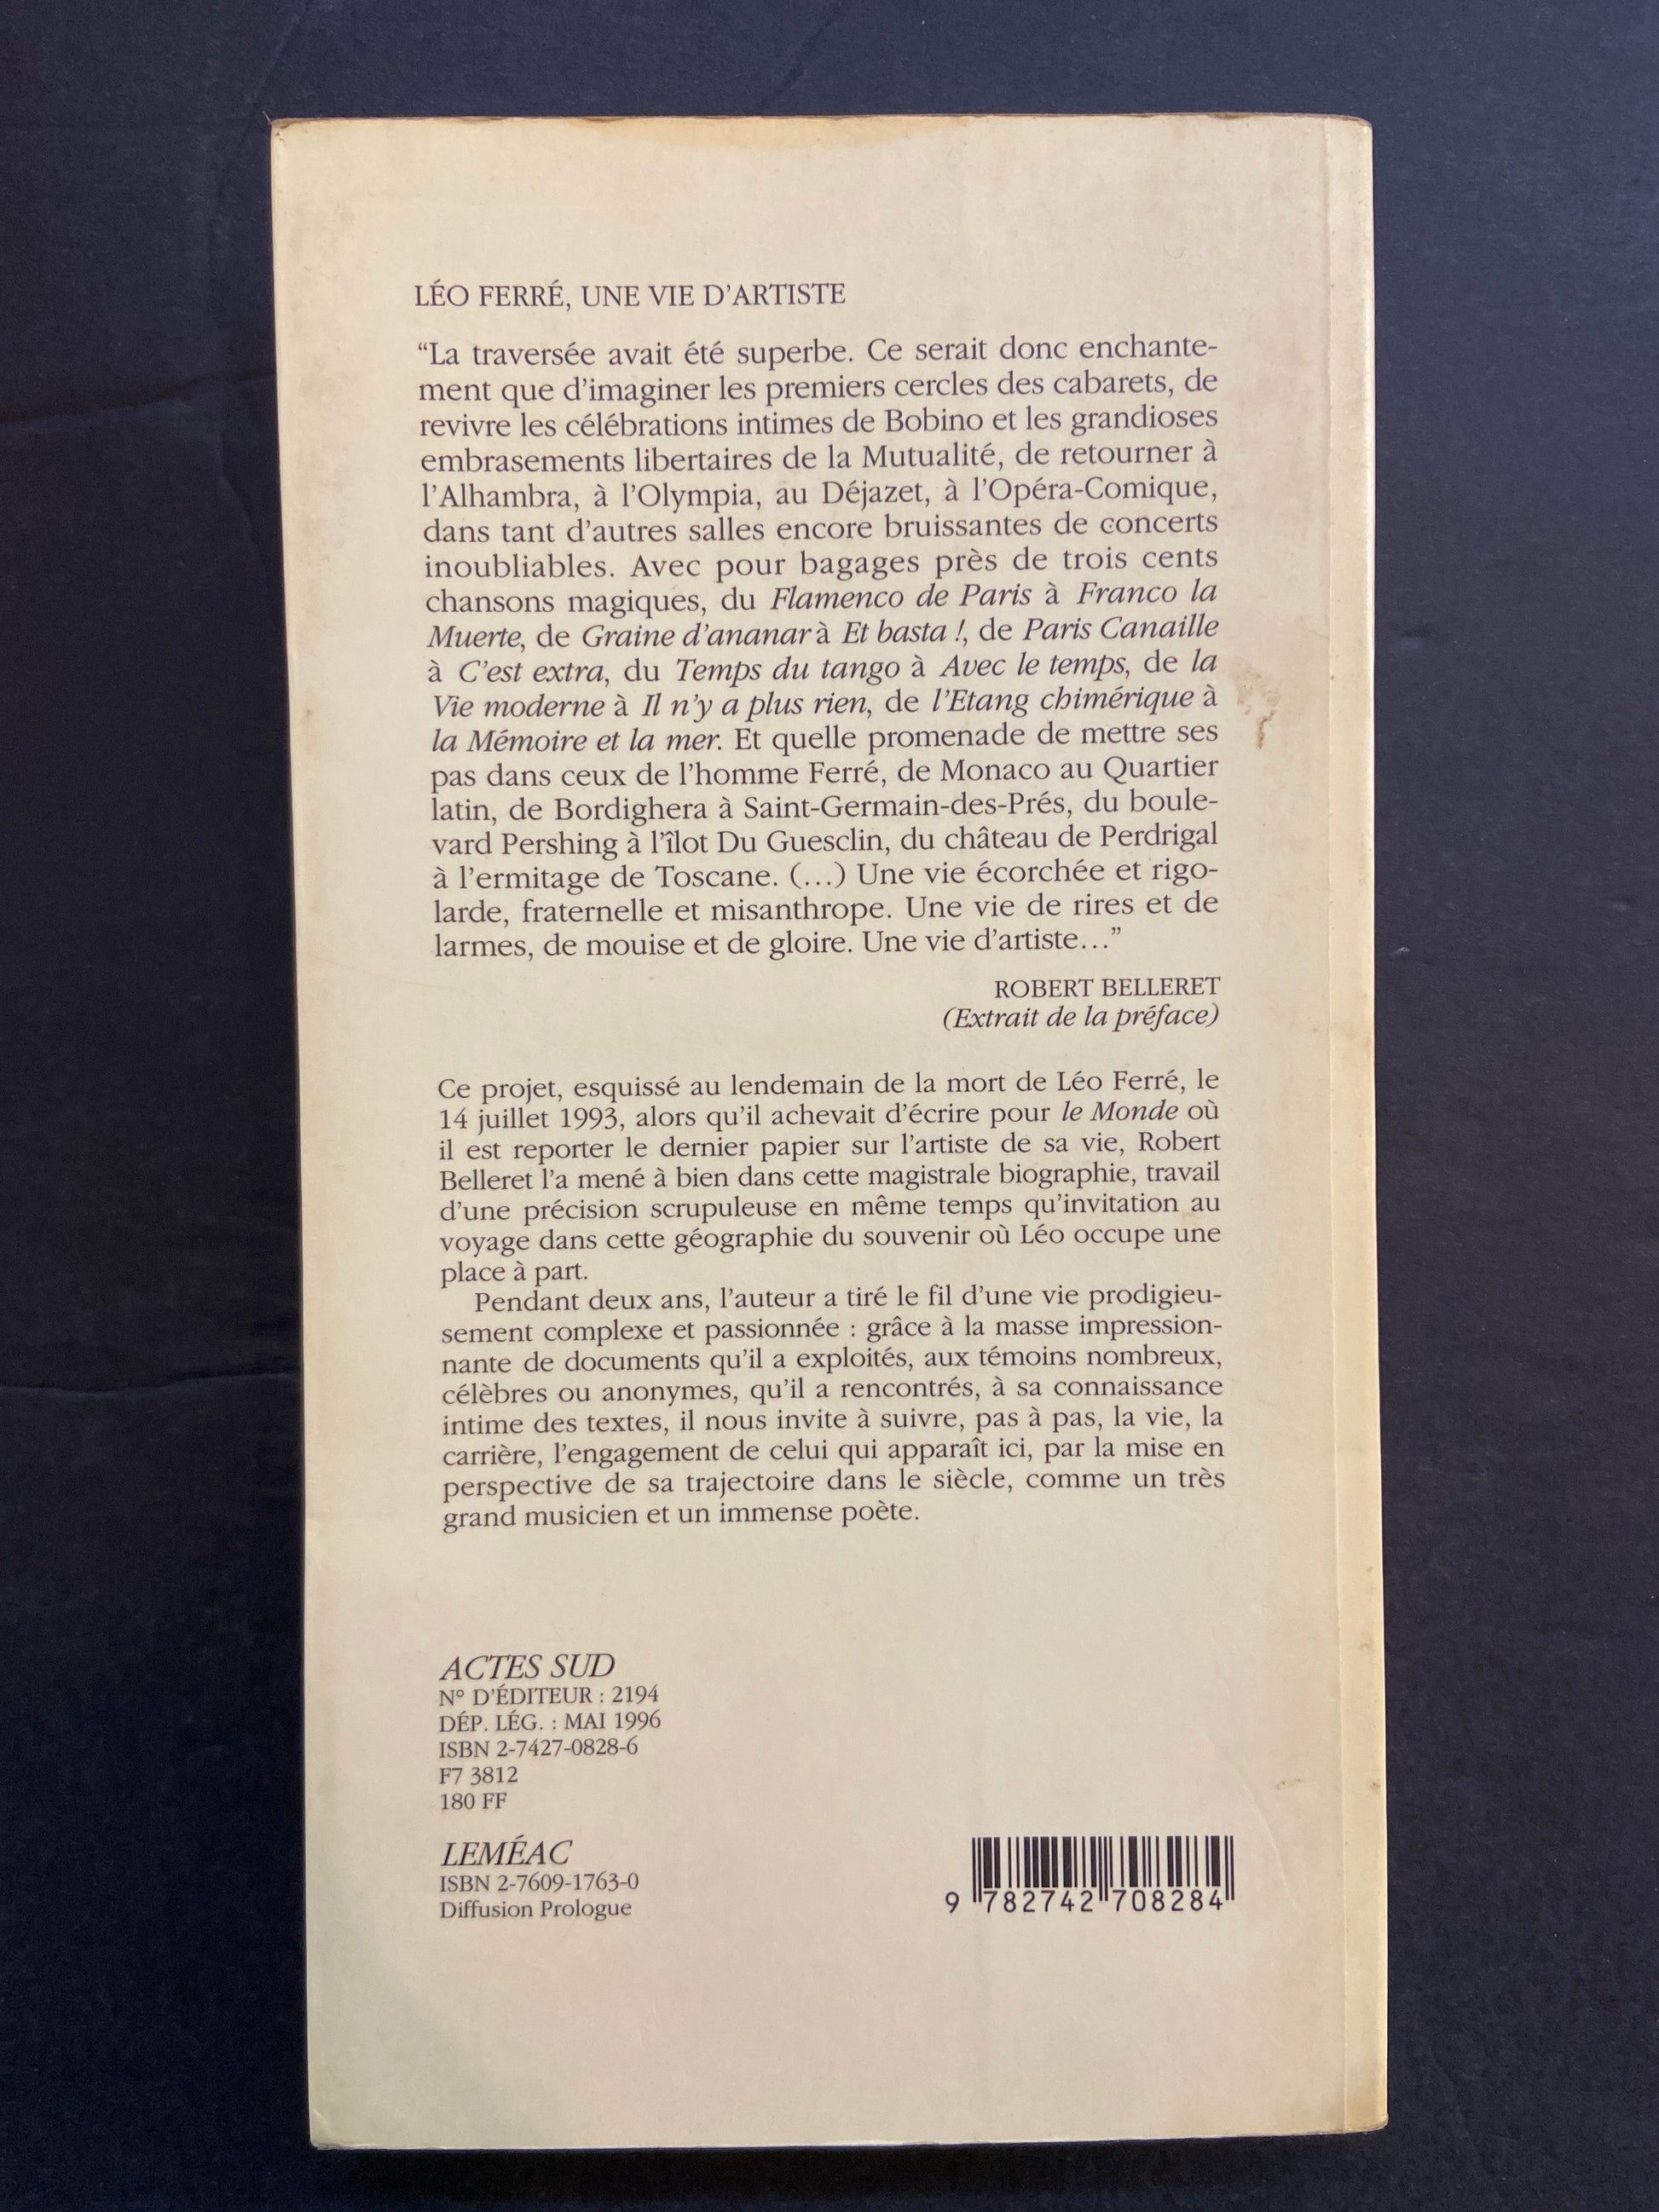 LÉO FERRÉ, UNE VIE D'ARTISTE
“La traversée avait été superbe. Ce serait donc enchante-
ment que d'imaginer les premiers cercles des cabarets, de
revivre les célébrations intimes de Bobino et les grandioses
embrasements libertaires de la Mutualité, de retourner à
l'Alhambra, à l'Olympia, au Déjazet, à l'Opéra-Comique,
dans tant d'autres salles encore bruissantes de concerts
inoubliables. Avec pour bagages près de trois cents
chansons magiques, du Flamenco de Paris à Franco la
Muerte, de Graine d'ananar à Et basta !, de Paris Canaille
à C'est extra, du Temps du tango à Avec le temps, de la
Vie moderne à Il n'y a plus rien, de l'Etang chimérique à
la Mémoire et la mer. Et quelle promenade de mettre ses
pas dans ceux de l'homme Ferré, de Monaco au Quartier
latin, de Bordighera à Saint-Germain-des-Prés, du boule-
vard Pershing à l'îlot Du Guesclin, du château de Perdrigal
à l'ermitage de Toscane. (...) Une vie écorchée et rigo-
larde, fraternelle et misanthrope. Une vie de rires et de
larmes, de mouise et de gloire. Une vie d'artiste...”
ROBERT BELLERET
(Extrait de la préface)
Ce projet, esquissé au lendemain de la mort de Léo Ferré, le
14 juillet 1993, alors qu'il achevait d'écrire pour le Monde où
il est reporter le dernier papier sur l'artiste de sa vie, Robert
Belleret l'a mené à bien dans cette magistrale biographie, travail
d'une précision scrupuleuse en même temps qu'invitation au
voyage dans cette géographie du souvenir où Léo occupe une
place à part.
Pendant deux ans, l'auteur a tiré le fil d'une vie prodigieu-
sement complexe et passionnée : grâce à la masse impression-
nante de documents qu'il a exploités, aux témoins nombreux,
célèbres ou anonymes, qu'il a rencontrés, à sa connaissance
intime des textes, il nous invite à suivre, pas à pas, la vie, la
carrière, l'engagement de celui qui apparaît ici, par la mise en
perspective de sa trajectoire dans le siècle, comme un très
grand musicien et un immense poète.
ACTES SUD
N° D'ÉDITEUR : 2194
DÉP. LÉG. : MAI 1996
ISBN 2-7427-0828-6
F7 3812
180 FF
LEMÉAC
ISBN 2-7609-1763-0
Diffusion Prologue
9 782742 708284